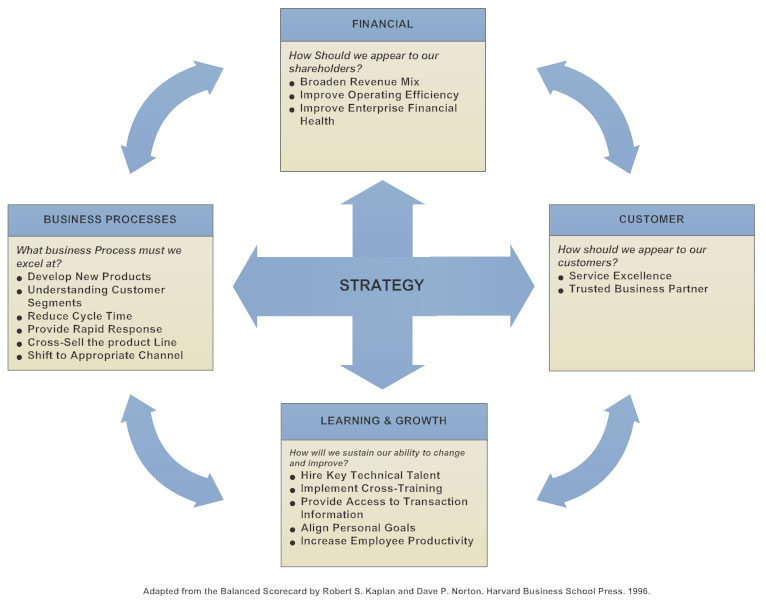 FINANCIAL
How Should we appear to our
shareholders?
● Broaden Revenue Mix
● Improve Operating Efficiency
● Improve Enterprise Financial
Health
BUSINESS PROCESSES
What business Process must we
excel at?
● Develop New Products
● Understanding Customer
Segments
● Reduce Cycle Time
● Provide Rapid Response
● Cross-Sell the product Line
● Shift to Appropriate Channel
STRATEGY
CUSTOMER
How should we appear to our
customers?
● Service Excellence
● Trusted Business Partner
LEARNING & GROWTH
How will we sustain our ability to change
and improve?
● Hire Key Technical Talent
● Implement Cross-Training
● Provide Access to Transaction
Information
● Align Personal Goals
● Increase Employee Productivity
Adapted from the Balanced Scorecard by Robert S. Kaplan and Dave P. Norton. Harvard Business School Press. 1996.